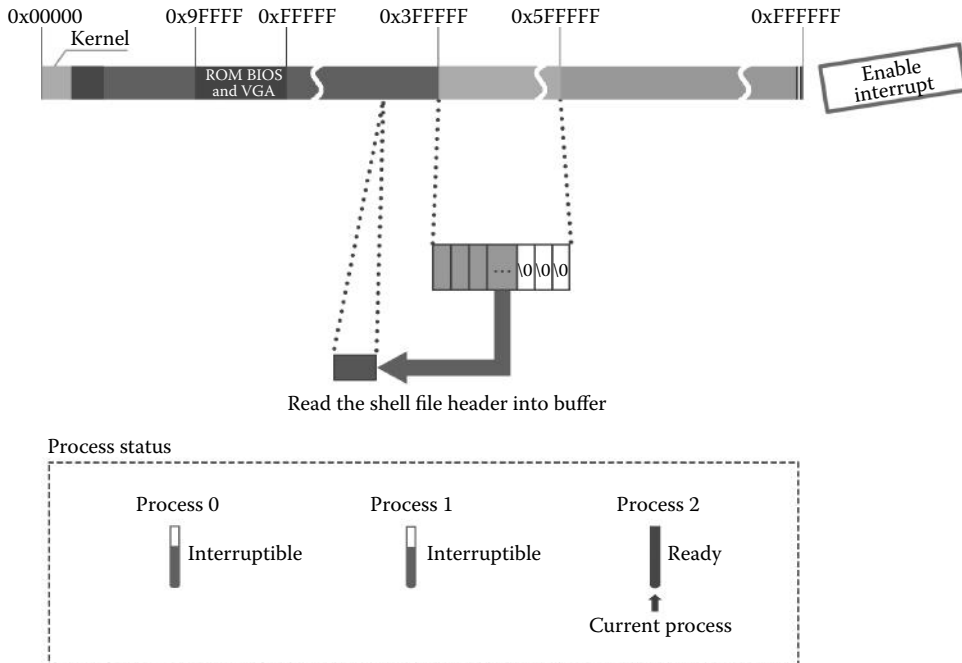 0x00000 0x9FFFF 0xFFFFF 0x3FFFFF 0x5FFFFF 0xFFFFFF
Kernel
ROM BIOS
and VGA
Enable
interrupt
... \0 \0 \0
Read the shell file header into buffer
Process status
Process 0 Process 1 Process 2
Interruptible Interruptible Ready
Current process